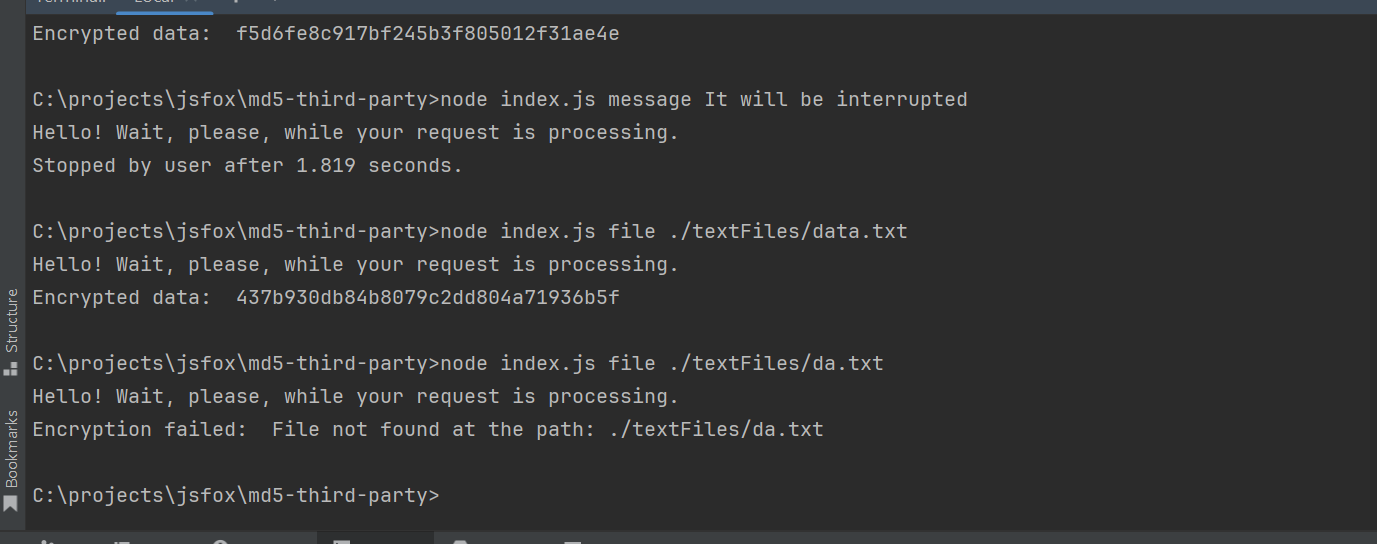 Terminal
Local
Encrypted data:  f5d6fe8c917bf245b3f805012f31ae4e
C:\projects\jsfox\md5-third-party>node index.js message It will be interrupted
Hello! Wait, please, while your request is processing.
Stopped by user after 1.819 seconds.
C:\projects\jsfox\md5-third-party>node index.js file ./textFiles/data.txt
Hello! Wait, please, while your request is processing.
Encrypted data:  437b930db84b8079c2dd804a71936b5f
C:\projects\jsfox\md5-third-party>node index.js file ./textFiles/da.txt
Hello! Wait, please, while your request is processing.
Encryption failed:  File not found at the path: ./textFiles/da.txt
C:\projects\jsfox\md5-third-party>
Structure
Bookmarks